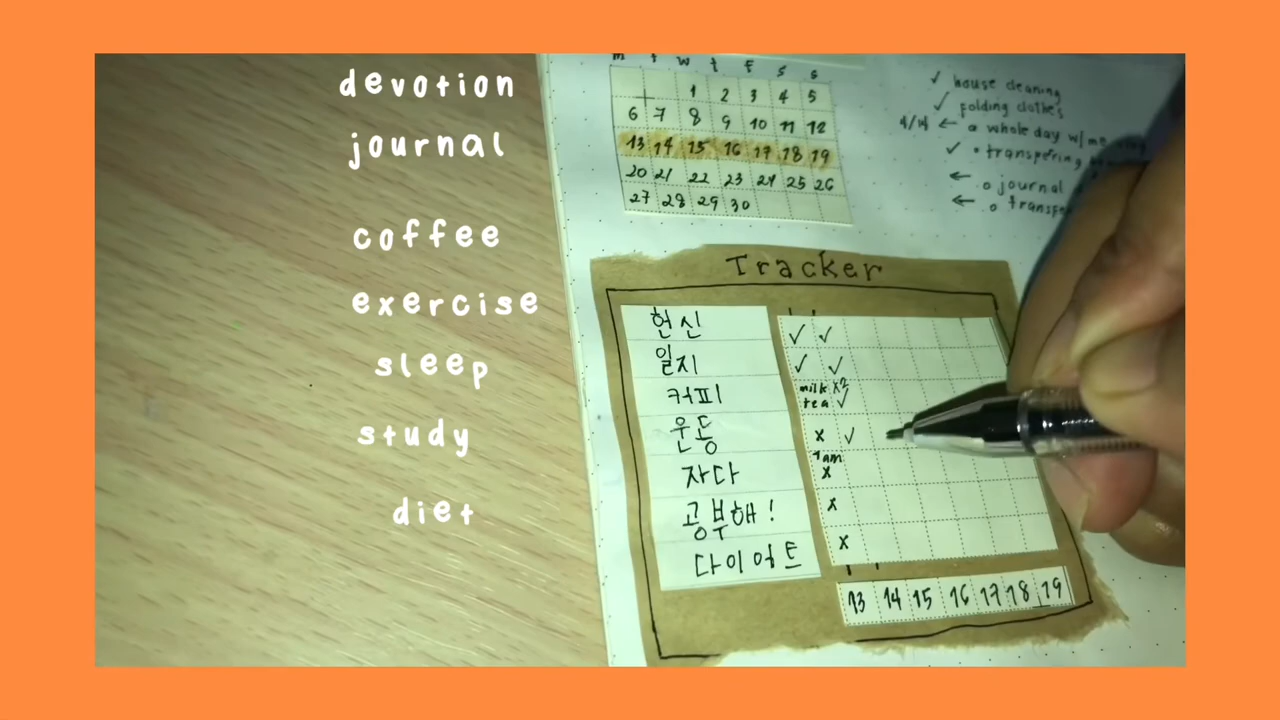 devotion
journal
coffee
exercise
sleep
study
diet
m t w t f s s
1 2 3 4 5
6 7 8 9 10 11 12
13 14 15 16 17 18 19
20 21 22 23 24 25 26
27 28 29 30
✓ house cleaning
✓ folding clothes
4/14 ← a whole day w/
✓ • transpering
← o journal
← o
Tracker
헌신 ✓ ✓
일지 ✓ ✓
커피 milk tea x2 ✓
운동 x ✓
자다 1am x
공부해! x
다이어트 x
13 14 15 16 17 18 19